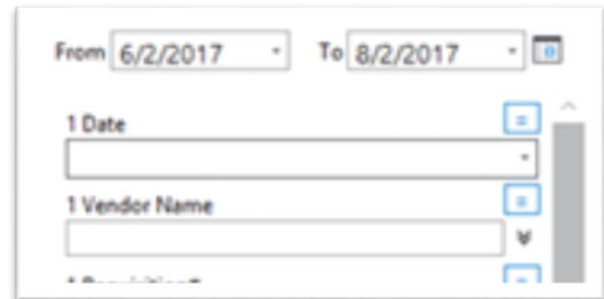 From 6/2/2017 To 8/2/2017
1 Date
=
1 Vendor Name
=